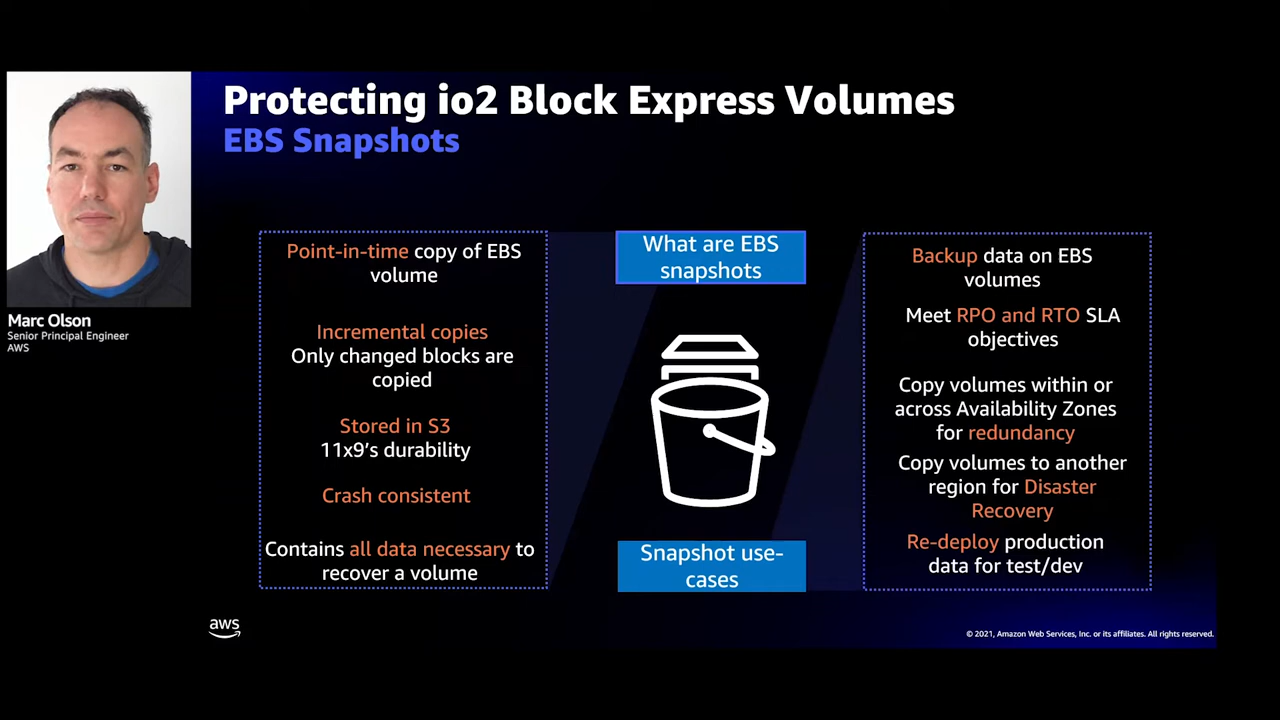 Protecting io2 Block Express Volumes
EBS Snapshots
Marc Olson
Senior Principal Engineer
AWS
Point-in-time copy of EBS
volume
Incremental copies
Only changed blocks are
copied
Stored in S3
11x9’s durability
Crash consistent
Contains all data necessary to
recover a volume
What are EBS
snapshots
Snapshot use-
cases
Backup data on EBS
volumes
Meet RPO and RTO SLA
objectives
Copy volumes within or
across Availability Zones
for redundancy
Copy volumes to another
region for Disaster
Recovery
Re-deploy production
data for test/dev
aws
© 2021, Amazon Web Services, Inc. or its affiliates. All rights reserved.